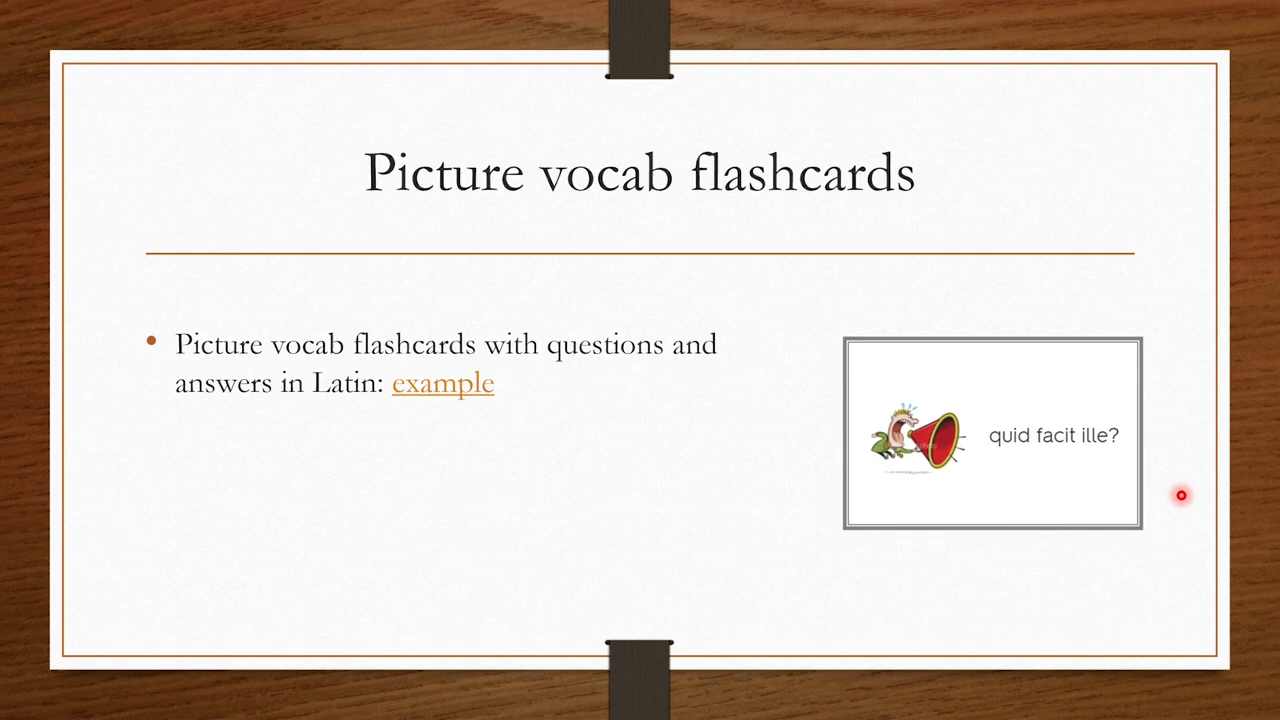 Picture vocab flashcards
Picture vocab flashcards with questions and
answers in Latin: example
quid facit ille?